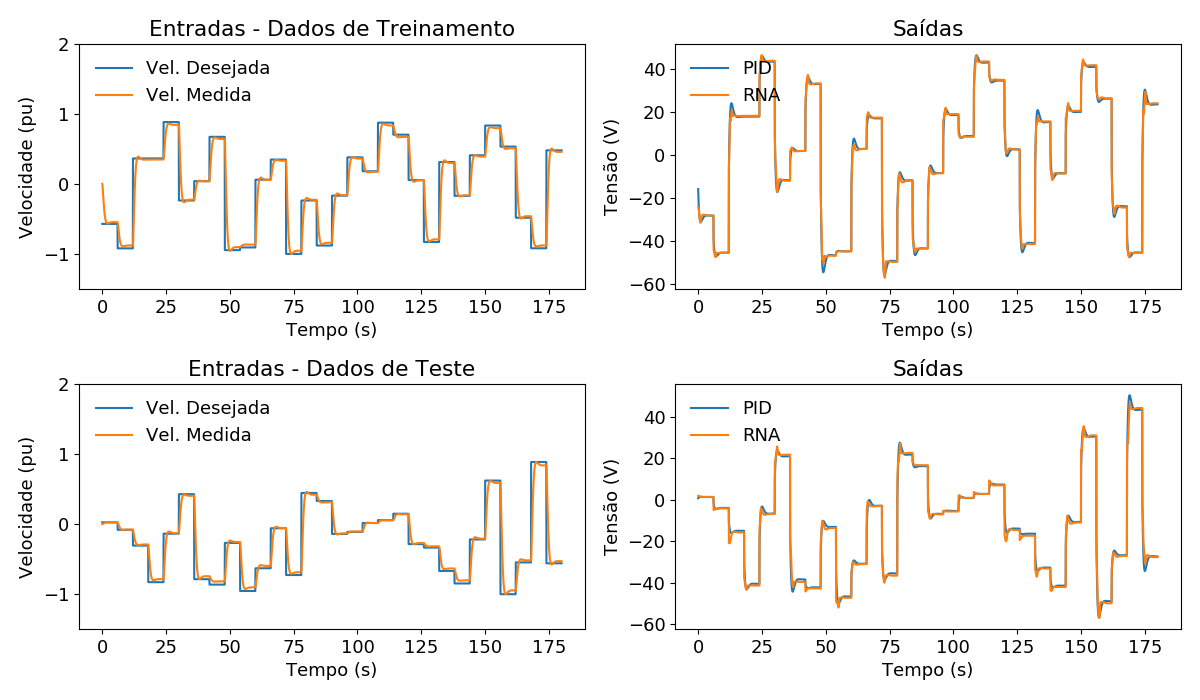 Entradas - Dados de Treinamento
2
1
0
−1
Velocidade (pu)
Vel. Desejada
Vel. Medida
0 25 50 75 100 125 150 175
Tempo (s)
Saídas
40
20
0
−20
−40
−60
Tensão (V)
PID
RNA
0 25 50 75 100 125 150 175
Tempo (s)
Entradas - Dados de Teste
2
1
0
−1
Velocidade (pu)
Vel. Desejada
Vel. Medida
0 25 50 75 100 125 150 175
Tempo (s)
Saídas
40
20
0
−20
−40
−60
Tensão (V)
PID
RNA
0 25 50 75 100 125 150 175
Tempo (s)